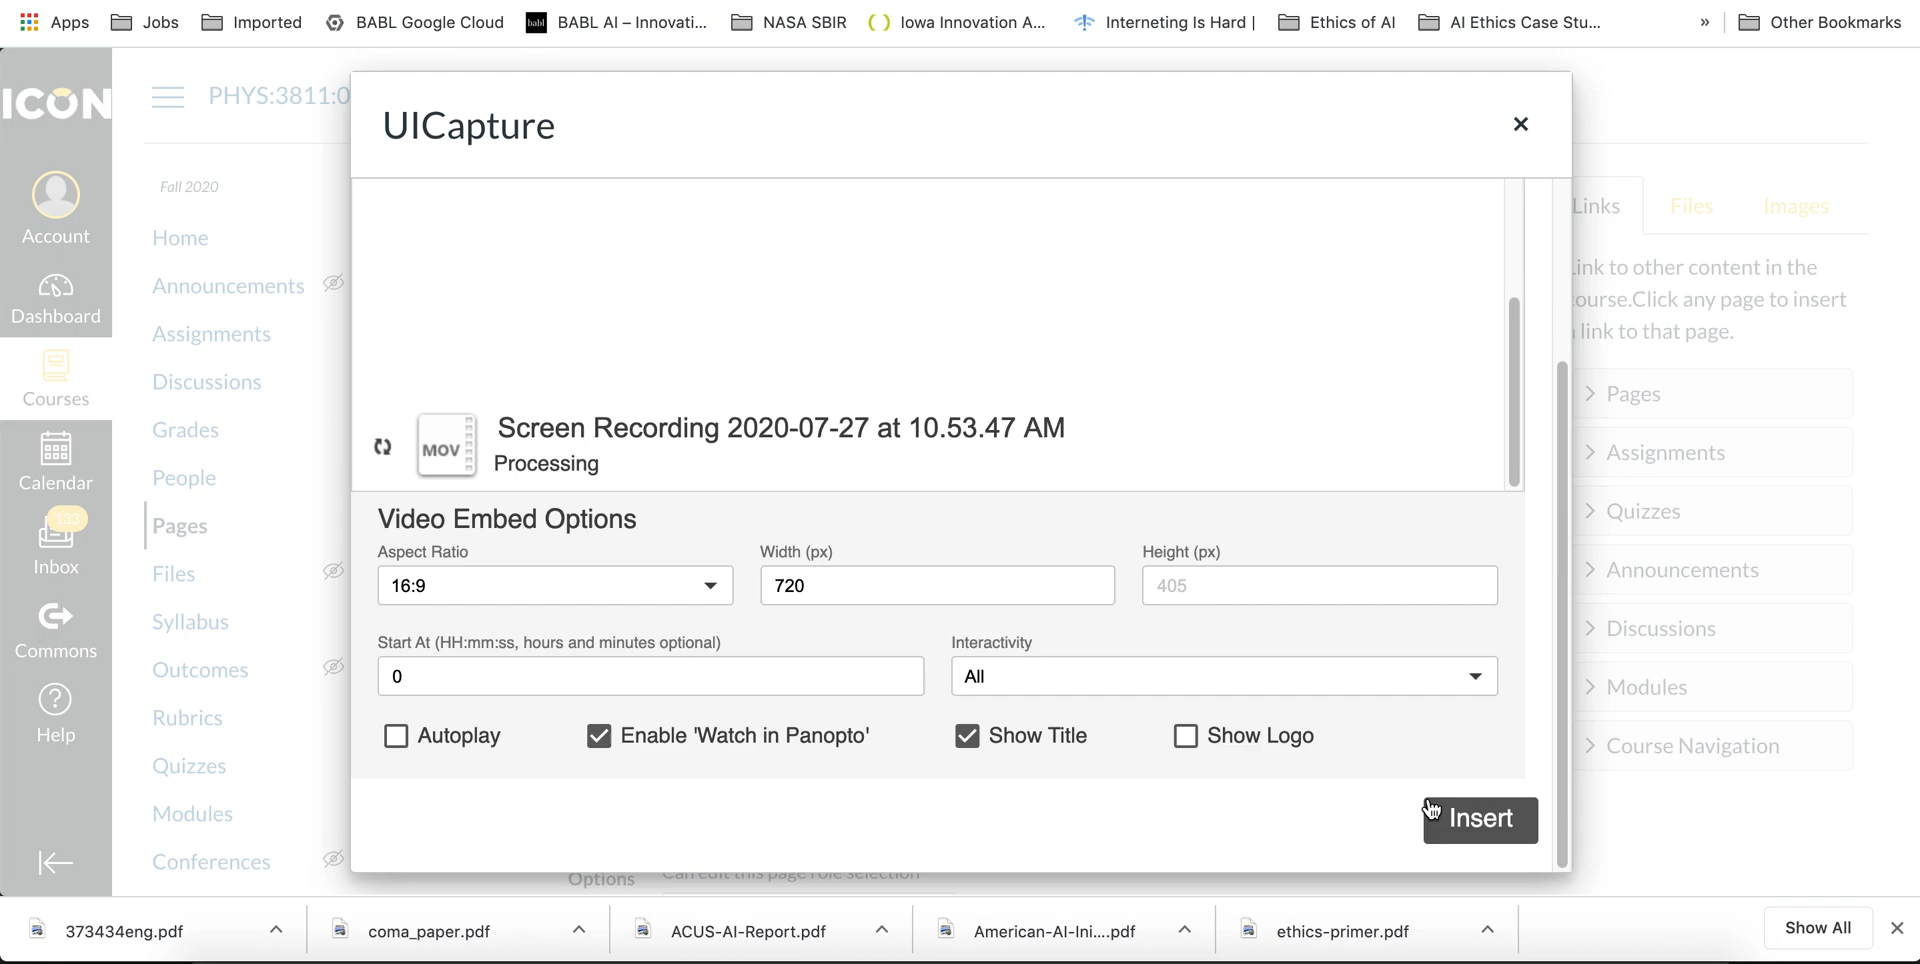 Apps Jobs Imported BABL Google Cloud babl BABL AI – Innovati... NASA SBIR Iowa Innovation A... Interneting Is Hard | Ethics of AI AI Ethics Case Stu... » Other Bookmarks
ICON
PHYS:3811:0
UICapture
×
Fall 2020
Account
Dashboard
Courses
Calendar
133
Inbox
Commons
Help
Home
Announcements
Assignments
Discussions
Grades
People
Pages
Files
Syllabus
Outcomes
Rubrics
Quizzes
Modules
Conferences
MOV
Screen Recording 2020-07-27 at 10.53.47 AM
Processing
Video Embed Options
Aspect Ratio Width (px) Height (px)
16:9 720 405
Start At (HH:mm:ss, hours and minutes optional) Interactivity
0 All
Autoplay Enable 'Watch in Panopto' Show Title Show Logo
Insert
Options
Links Files Images
ink to other content in the
ourse.Click any page to insert
link to that page.
Pages
Assignments
Quizzes
Announcements
Discussions
Modules
Course Navigation
373434eng.pdf coma_paper.pdf ACUS-AI-Report.pdf American-AI-Ini....pdf ethics-primer.pdf Show All ×